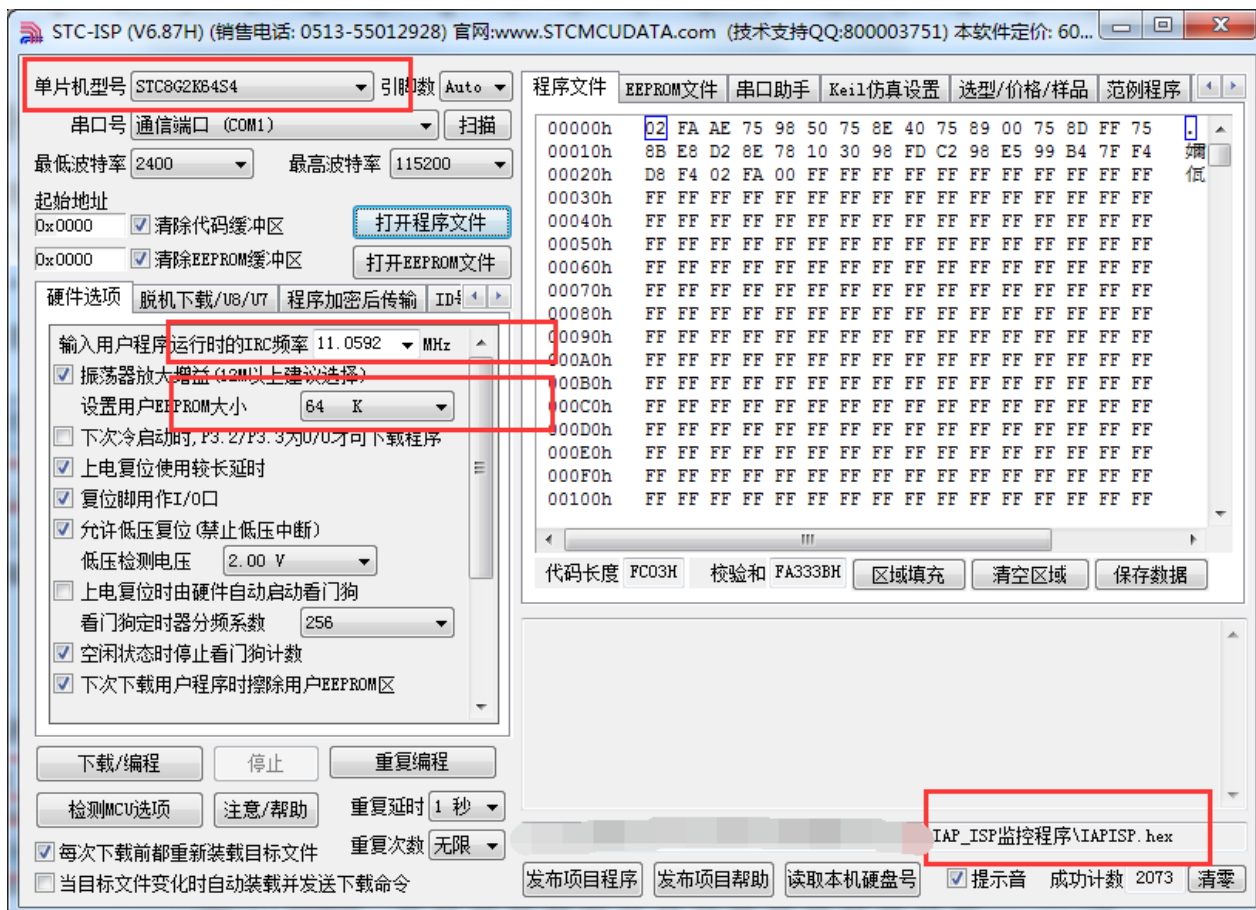 STC-ISP (V6.87H) (销售电话: 0513-55012928) 官网:www.STCMCUDATA.com (技术支持QQ:800003751) 本软件定价: 60...
单片机型号 STC8G2K64S4 引脚数 Auto
串口号 通信端口 (COM1) 扫描
最低波特率 2400 最高波特率 115200
起始地址
0x0000 清除代码缓冲区 打开程序文件
0x0000 清除EEPROM缓冲区 打开EEPROM文件
硬件选项 脱机下载/U8/U7 程序加密后传输
输入用户程序运行时的IRC频率 11.0592 MHz
振荡器放大增益(12M以上建议选择)
设置用户EEPROM大小 64 K
下次冷启动时,P3.2/P3.3为0/0才可下载程序
上电复位使用较长延时
复位脚用作I/O口
允许低压复位(禁止低压中断)
低压检测电压 2.00 V
上电复位时由硬件自动启动看门狗
看门狗定时器分频系数 256
空闲状态时停止看门狗计数
下次下载用户程序时擦除用户EEPROM区
下载/编程 停止 重复编程
检测MCU选项 注意/帮助 重复延时 1 秒
每次下载前都重新装载目标文件 重复次数 无限
当目标文件变化时自动装载并发送下载命令
程序文件 EEPROM文件 串口助手 Keil仿真设置 选型/价格/样品 范例程序
00000h 02 FA AE 75 98 50 75 8E 40 75 89 00 75 8D FF 75 .
00010h 8B E8 D2 8E 78 10 30 98 FD C2 98 E5 99 B4 7F F4
00020h D8 F4 02 FA 00 FF FF FF FF FF FF FF FF FF FF FF
00030h FF FF FF FF FF FF FF FF FF FF FF FF FF FF FF FF
00040h FF FF FF FF FF FF FF FF FF FF FF FF FF FF FF FF
00050h FF FF FF FF FF FF FF FF FF FF FF FF FF FF FF FF
00060h FF FF FF FF FF FF FF FF FF FF FF FF FF FF FF FF
00070h FF FF FF FF FF FF FF FF FF FF FF FF FF FF FF FF
00080h FF FF FF FF FF FF FF FF FF FF FF FF FF FF FF FF
00090h FF FF FF FF FF FF FF FF FF FF FF FF FF FF FF FF
000A0h FF FF FF FF FF FF FF FF FF FF FF FF FF FF FF FF
000B0h FF FF FF FF FF FF FF FF FF FF FF FF FF FF FF FF
000C0h FF FF FF FF FF FF FF FF FF FF FF FF FF FF FF FF
000D0h FF FF FF FF FF FF FF FF FF FF FF FF FF FF FF FF
000E0h FF FF FF FF FF FF FF FF FF FF FF FF FF FF FF FF
000F0h FF FF FF FF FF FF FF FF FF FF FF FF FF FF FF FF
00100h FF FF FF FF FF FF FF FF FF FF FF FF FF FF FF FF
代码长度 FC03H 校验和 FA333BH 区域填充 清空区域 保存数据
IAP_ISP监控程序\IAPISP.hex
发布项目程序 发布项目帮助 读取本机硬盘号 提示音 成功计数 2073 清零